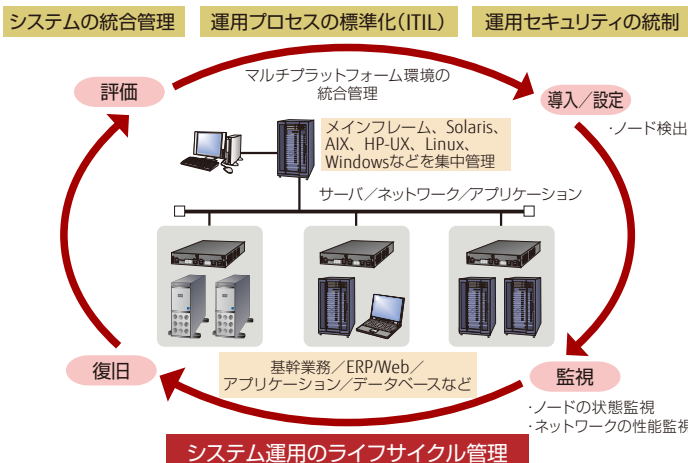 システムの統合管理
運用プロセスの標準化(ITIL)
運用セキュリティの統制
マルチプラットフォーム環境の
統合管理
評価
導入／設定
・ノード検出
メインフレーム、Solaris、
AIX、HP-UX、Linux、
Windowsなどを集中管理
サーバ／ネットワーク／アプリケーション
復旧
基幹業務／ERP/Web／
アプリケーション／データベースなど
監視
・ノードの状態監視
・ネットワークの性能監視
システム運用のライフサイクル管理